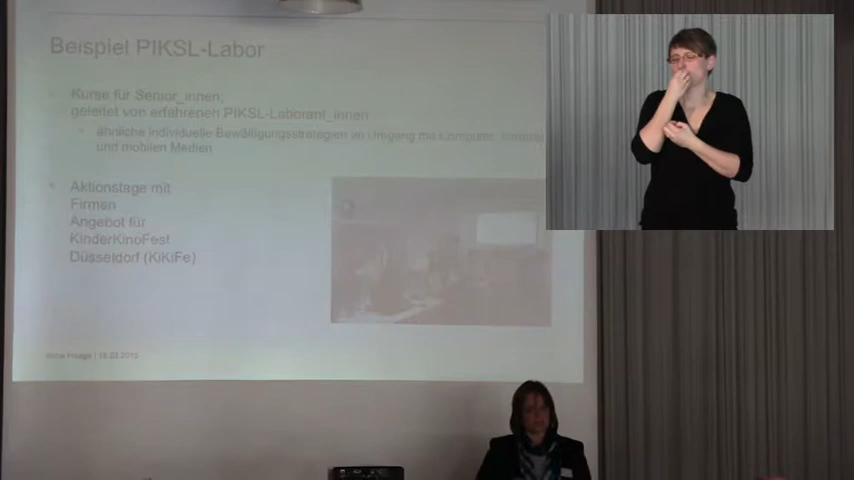 Beispiel PIKSL-Labor
Kurse für Senior_innen,
geleitet von erfahrenen PIKSL-Laborant_innen
ähnliche individuelle Bewältigungsstrategien im Umgang mit Computer, Internet
und mobilen Medien
Aktionstage mit
Firmen
Angebot für
KinderKinoFest
Düsseldorf (KiKiFe)